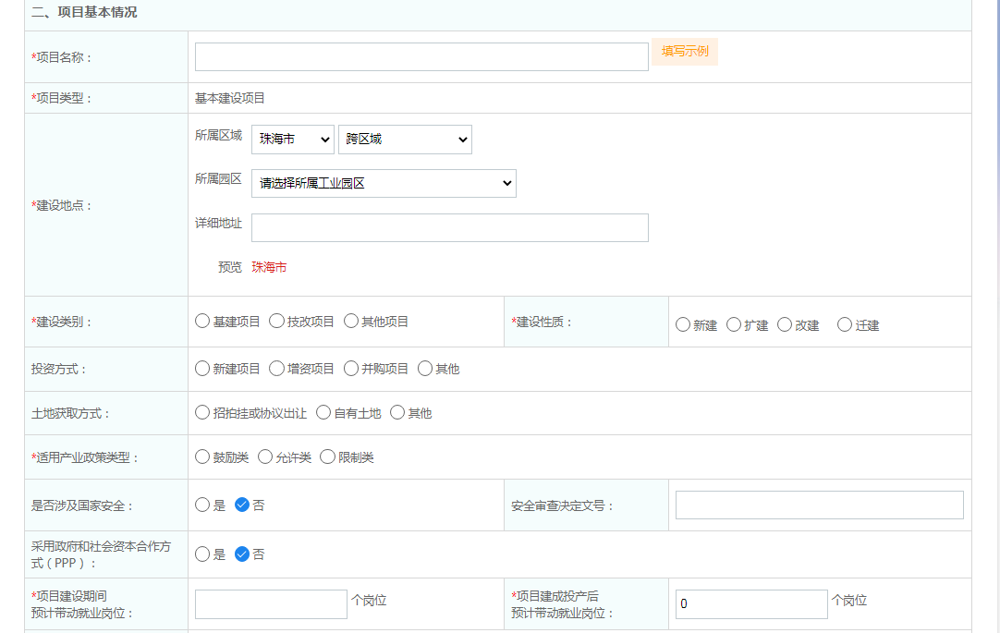 二、项目基本情况
*项目名称：
填写示例
*项目类型：
基本建设项目
*建设地点：
所属区域
珠海市
跨区域
所属园区
请选择所属工业园区
详细地址
预览
珠海市
*建设类别：
基建项目 技改项目 其他项目
*建设性质：
新建 扩建 改建 迁建
投资方式：
新建项目 增资项目 并购项目 其他
土地获取方式：
招拍挂或协议出让 自有土地 其他
*适用产业政策类型：
鼓励类 允许类 限制类
是否涉及国家安全：
是 否
安全审查决定文号：
采用政府和社会资本合作方
式（PPP）：
是 否
*项目建设期间
预计带动就业岗位：
个岗位
*项目建成投产后
预计带动就业岗位：
0
个岗位